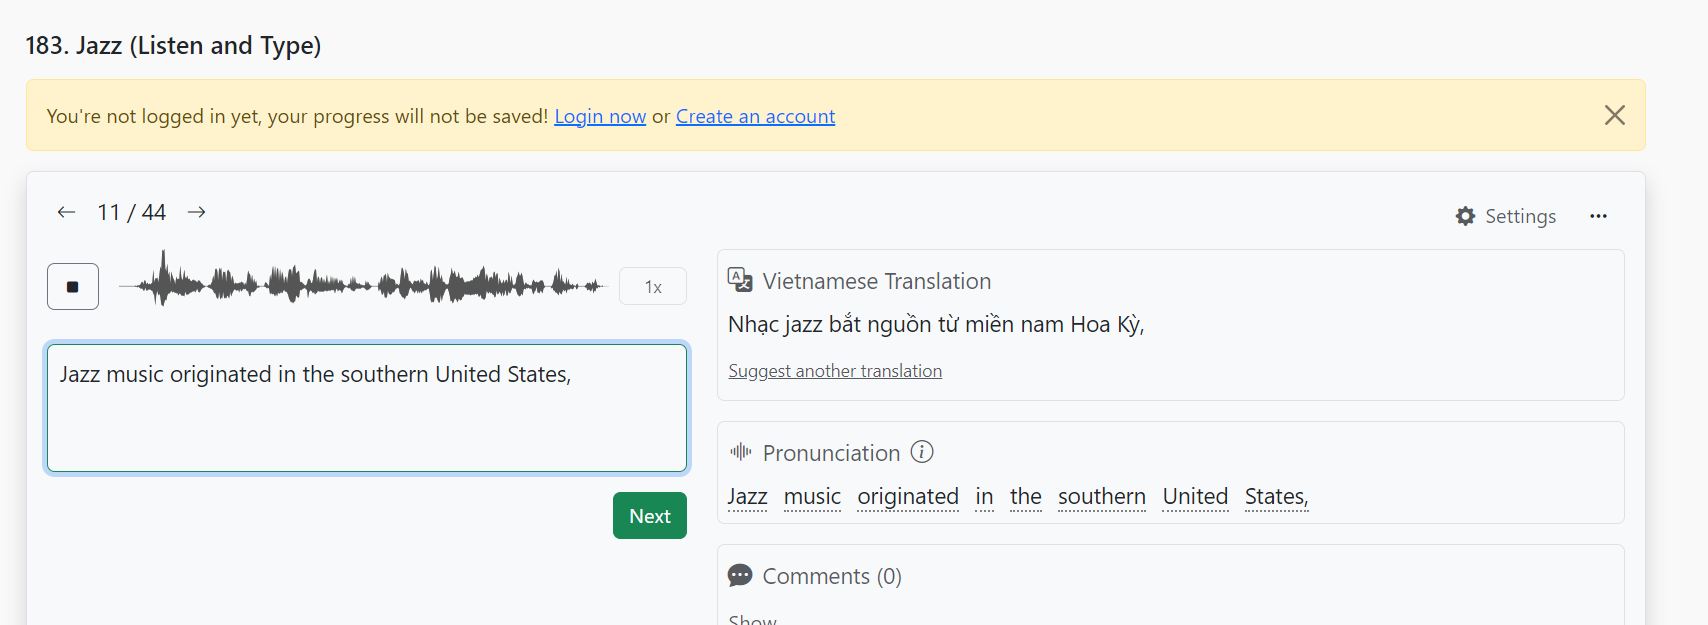 183. Jazz (Listen and Type)
You're not logged in yet, your progress will not be saved! Login now or Create an account
11 / 44
Settings
1x
Jazz music originated in the southern United States,
Next
Vietnamese Translation
Nhạc jazz bắt nguồn từ miền nam Hoa Kỳ,
Suggest another translation
Pronunciation
Jazz music originated in the southern United States,
Comments (0)
Show